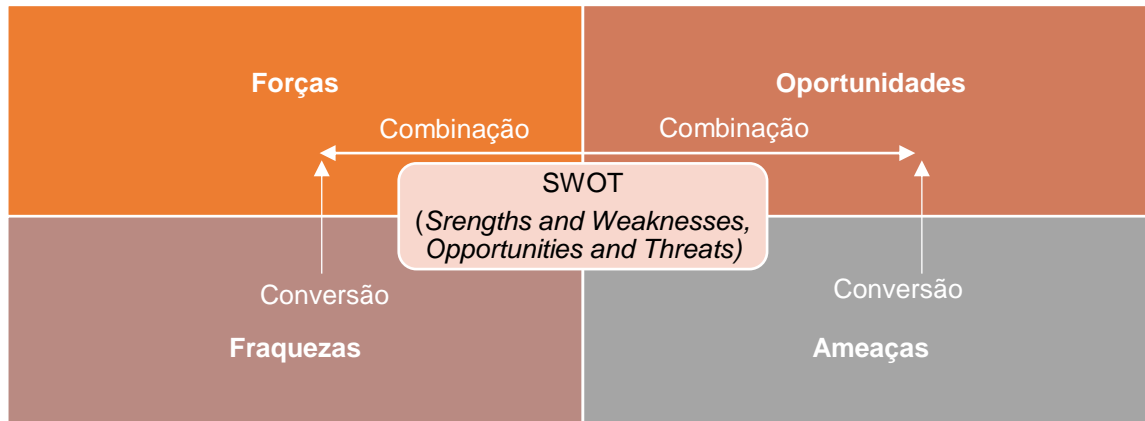 Forças
Oportunidades
Combinação
Combinação
SWOT
(Srengths and Weaknesses,
Opportunities and Threats)
Conversão
Conversão
Fraquezas
Ameaças